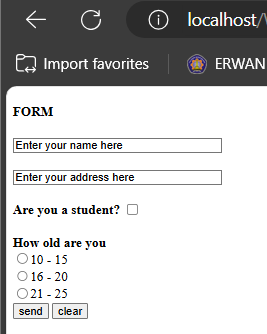 localhost/
Import favorites
ERWAN
FORM
Enter your name here
Enter your address here
Are you a student?
How old are you
10 - 15
16 - 20
21 - 25
send clear